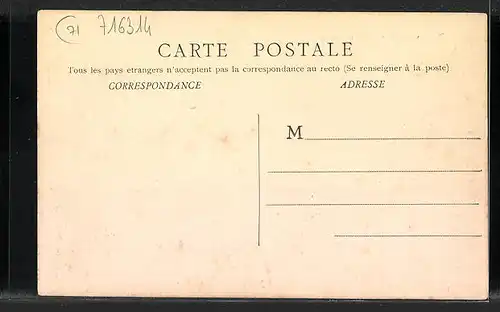 71 716314
CARTE POSTALE
Tous les pays etrangers n'acceptent pas la correspondance au recto (Se renseigner à la poste)
CORRESPONDANCE ADRESSE
M